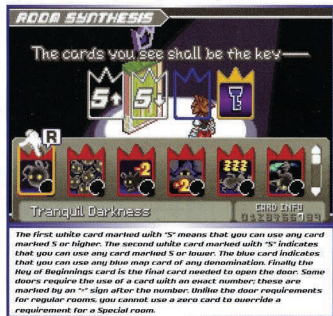 ROOM SYNTHESIS
The cards you see shall be the key—
5↑ 5↓
R
-2 zzz
Tranquil Darkness
CARD INFO
0123456789
The first white card marked with "5" means that you can use any card
marked 5 or higher. The second white card marked with "5" indicates
that you can use any card marked 5 or lower. The blue card indicates
that you can use any blue map card of any denomination. Finally the
Key of Beginnings card is the final card needed to open the door. Some
doors require the use of a card with an exact number; these are
marked by an "=" sign after the number. Unlike the door requirements
for regular rooms, you cannot use a zero card to override a
requirement for a Special room.